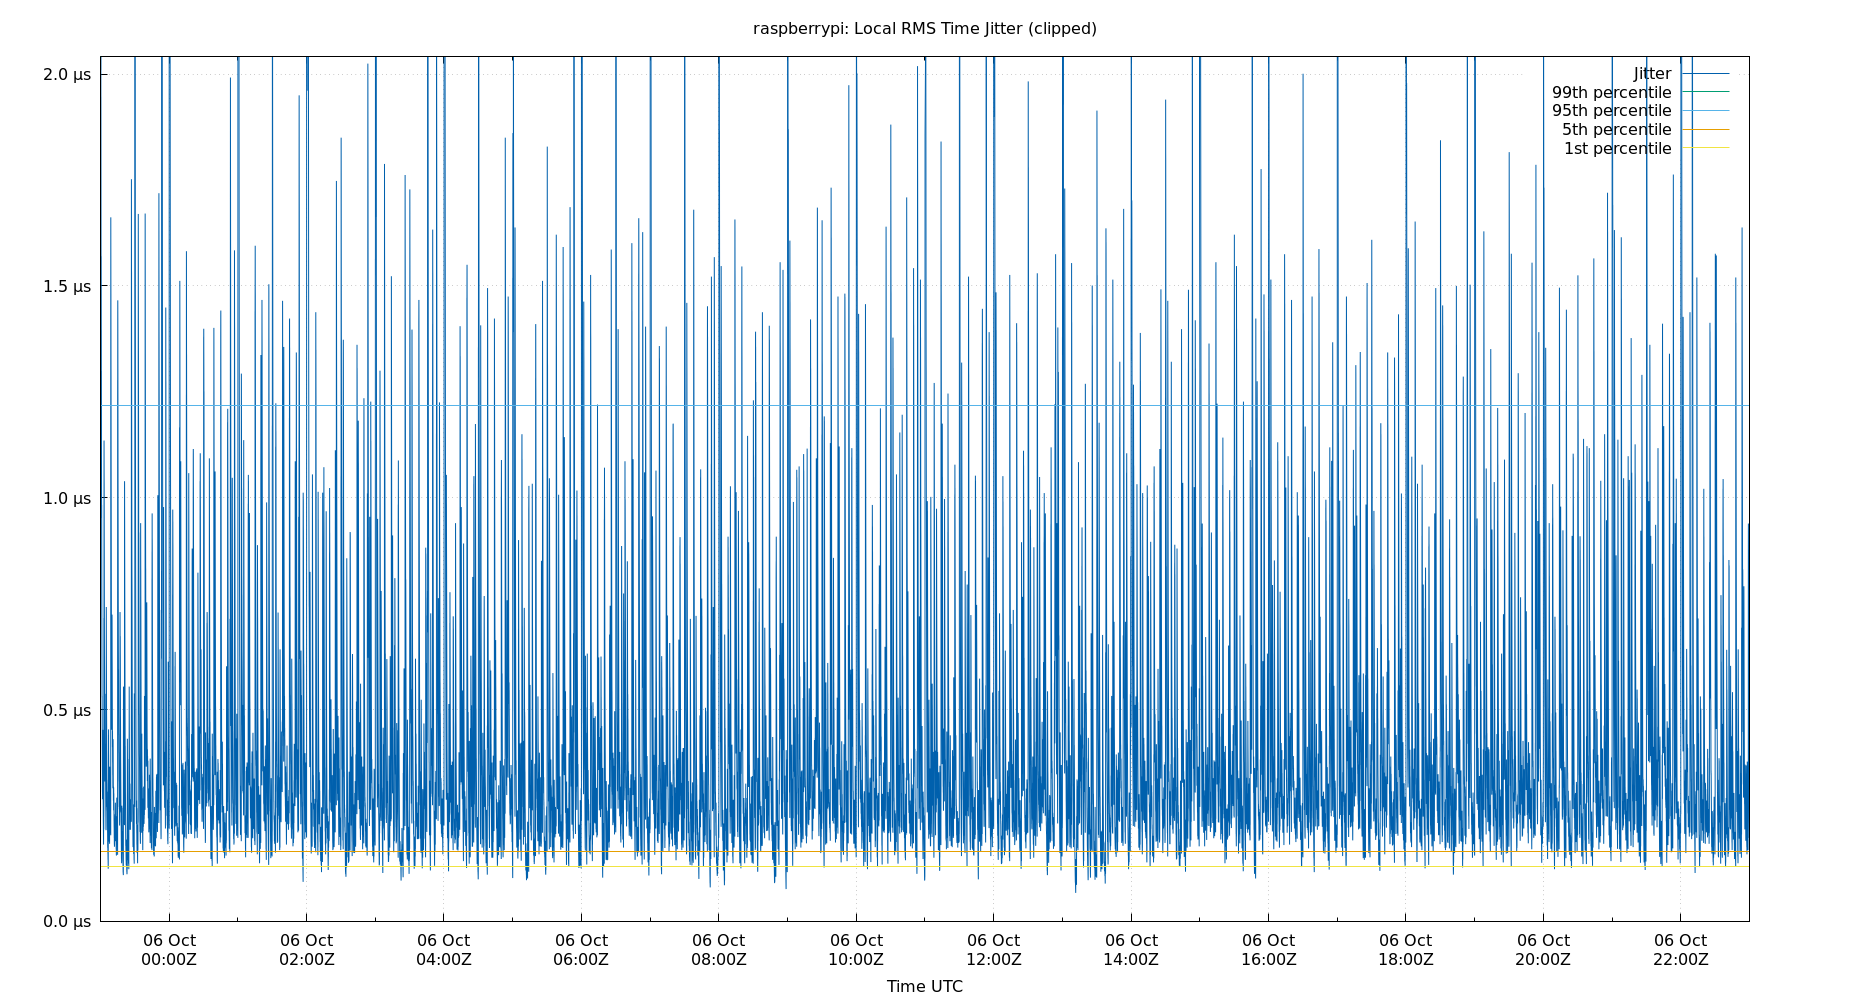 raspberrypi: Local RMS Time Jitter (clipped)
2.0 µs
1.5 µs
1.0 µs
0.5 µs
0.0 µs
Jitter
99th percentile
95th percentile
5th percentile
1st percentile
06 Oct 06 Oct 06 Oct 06 Oct 06 Oct 06 Oct 06 Oct 06 Oct 06 Oct 06 Oct 06 Oct 06 Oct
00:00Z 02:00Z 04:00Z 06:00Z 08:00Z 10:00Z 12:00Z 14:00Z 16:00Z 18:00Z 20:00Z 22:00Z
Time UTC